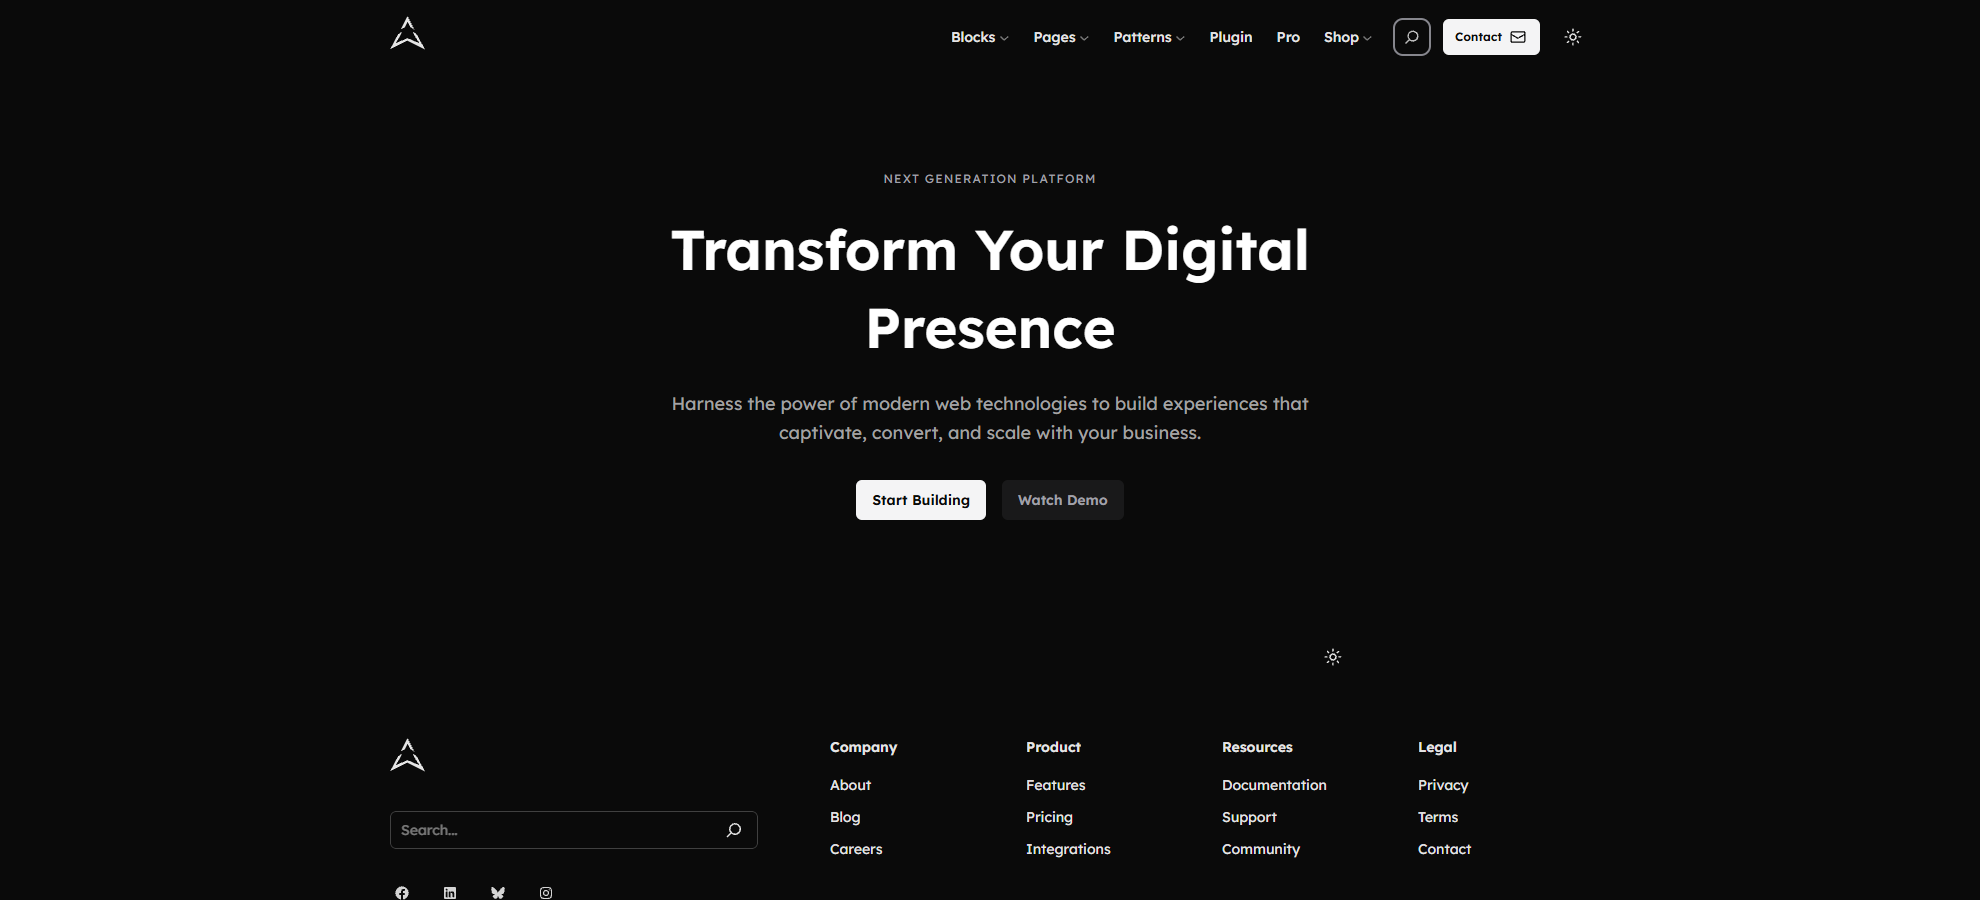 Blocks Pages Patterns Plugin Pro Shop Contact
NEXT GENERATION PLATFORM
Transform Your Digital
Presence
Harness the power of modern web technologies to build experiences that
captivate, convert, and scale with your business.
Start Building Watch Demo
Search...
Company
About
Blog
Careers
Product
Features
Pricing
Integrations
Resources
Documentation
Support
Community
Legal
Privacy
Terms
Contact